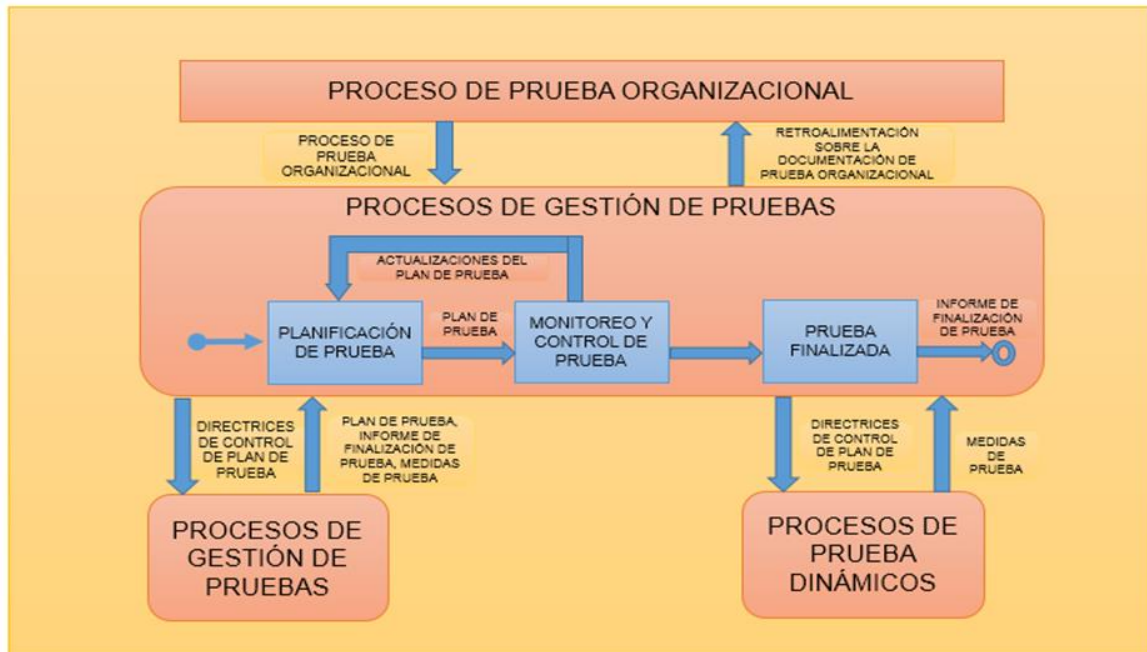 PROCESO DE PRUEBA ORGANIZACIONAL
PROCESO DE
PRUEBA
ORGANIZACIONAL
RETROALIMENTACIÓN
SOBRE LA
DOCUMENTACIÓN DE
PRUEBA ORGANIZACIONAL
PROCESOS DE GESTIÓN DE PRUEBAS
ACTUALIZACIONES DEL
PLAN DE PRUEBA
PLANIFICACIÓN
DE PRUEBA
PLAN DE
PRUEBA
MONITOREO Y
CONTROL DE
PRUEBA
PRUEBA
FINALIZADA
INFORME DE
FINALIZACIÓN
DE PRUEBA
DIRECTRICES
DE CONTROL
DE PLAN DE
PRUEBA
PLAN DE PRUEBA,
INFORME DE
FINALIZACIÓN DE
PRUEBA, MEDIDAS
DE PRUEBA
DIRECTRICES
DE CONTROL
DE PLAN DE
PRUEBA
MEDIDAS
DE
PRUEBA
PROCESOS DE
GESTIÓN DE
PRUEBAS
PROCESOS DE
PRUEBA
DINÁMICOS